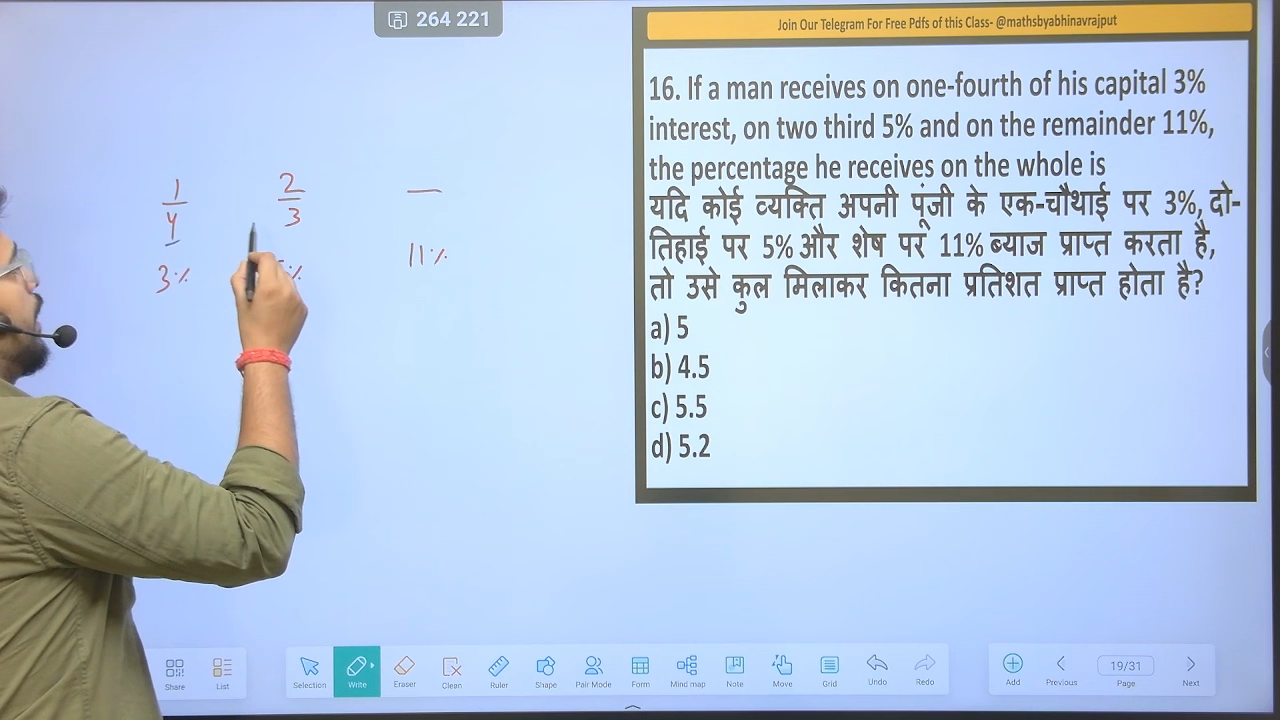 264 221
Join Our Telegram For Free Pdfs of this Class- @mathsbyabhinavrajput
16. If a man receives on one-fourth of his capital 3%
interest, on two third 5% and on the remainder 11%,
the percentage he receives on the whole is
यदि कोई व्यक्ति अपनी पूंजी के एक-चौथाई पर 3%, दो-
तिहाई पर 5% और शेष पर 11% ब्याज प्राप्त करता है,
तो उसे कुल मिलाकर कितना प्रतिशत प्राप्त होता है?
a) 5
b) 4.5
c) 5.5
d) 5.2
1 2
4 3
3% % 11%
Share List Selection Write Eraser Clean Ruler Shape Pair Mode Form Mind map Note Move Grid Undo Redo Add Previous Page Next
19/31